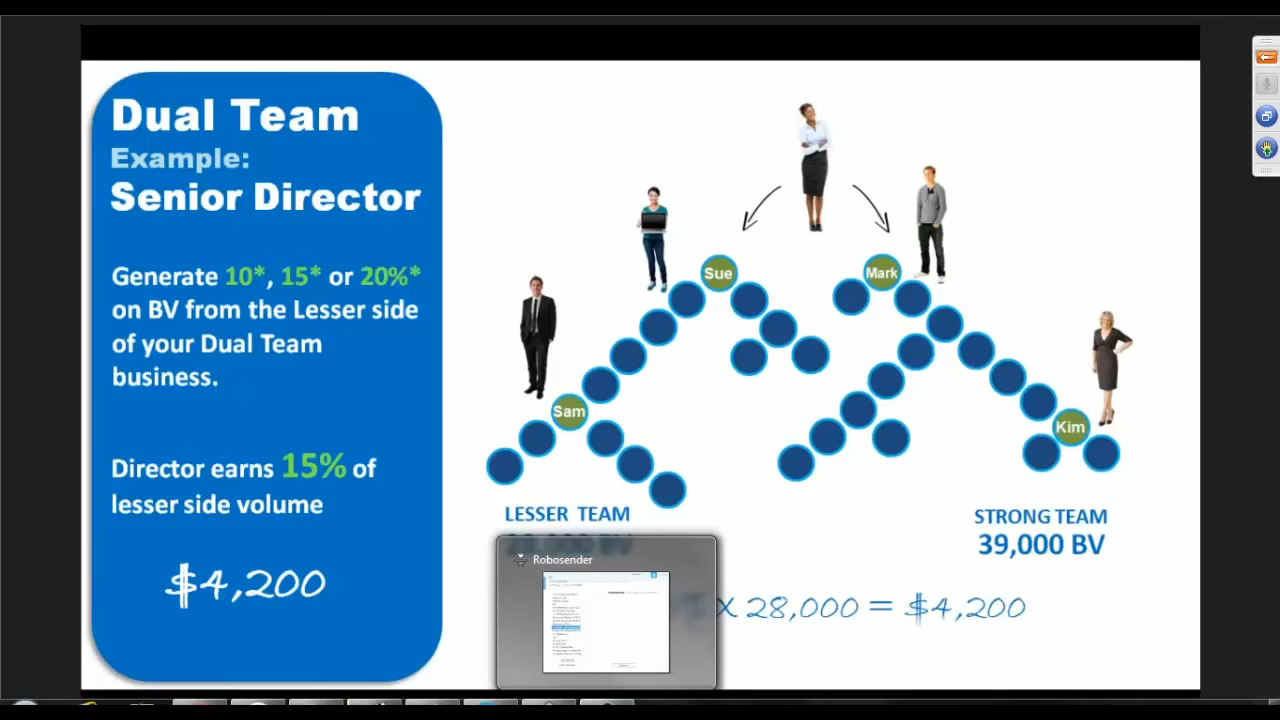 Dual Team
Example:
Senior Director
Generate 10*, 15* or 20%*
on BV from the Lesser side
of your Dual Team
business.
Director earns 15% of
lesser side volume
$4,200
Sue
Mark
Sam
Kim
LESSER TEAM
STRONG TEAM
39,000 BV
Robosender
X 28,000 = $4,200